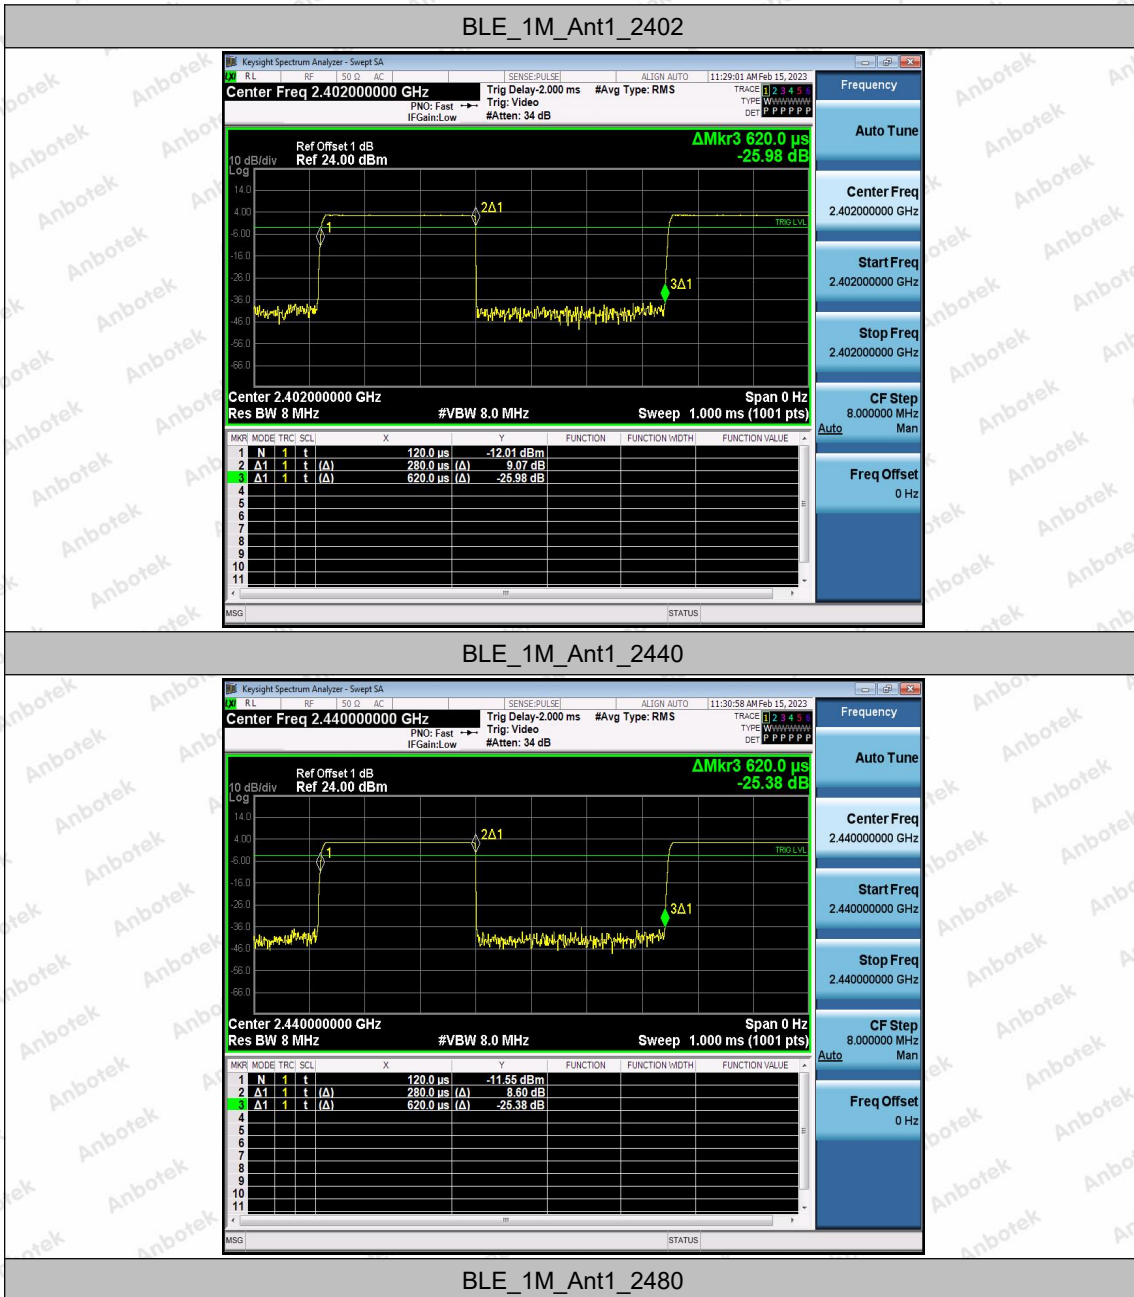 BLE_1M_Ant1_2402
Keysight Spectrum Analyzer - Swept SA
LXI RL RF 50 Ω AC SENSE:PULSE ALIGN AUTO 11:29:01 AM Feb 15, 2023
Center Freq 2.402000000 GHz Trig Delay-2.000 ms #Avg Type: RMS TRACE 1 2 3 4 5 6
PNO: Fast Trig: Video TYPE WWWWWW
IFGain:Low #Atten: 34 dB DET P P P P P P
Frequency
Auto Tune
ΔMkr3 620.0 µs
-25.98 dB
Ref Offset 1 dB
10 dB/div Ref 24.00 dBm
Log
14.0
4.00
-6.00
-16.0
-26.0
-36.0
-46.0
-56.0
-66.0
1
2Δ1
TRIG LVL
3Δ1
Center 2.402000000 GHz Span 0 Hz
Res BW 8 MHz #VBW 8.0 MHz Sweep 1.000 ms (1001 pts)
Center Freq
2.402000000 GHz
Start Freq
2.402000000 GHz
Stop Freq
2.402000000 GHz
CF Step
8.000000 MHz
Auto Man
Freq Offset
0 Hz
MKR MODE TRC SCL X Y FUNCTION FUNCTION WIDTH FUNCTION VALUE
1 N 1 t 120.0 µs -12.01 dBm
2 Δ1 1 t (Δ) 280.0 µs (Δ) 9.07 dB
3 Δ1 1 t (Δ) 620.0 µs (Δ) -25.98 dB
4
5
6
7
8
9
10
11
MSG STATUS
BLE_1M_Ant1_2440
Keysight Spectrum Analyzer - Swept SA
LXI RL RF 50 Ω AC SENSE:PULSE ALIGN AUTO 11:30:58 AM Feb 15, 2023
Center Freq 2.440000000 GHz Trig Delay-2.000 ms #Avg Type: RMS TRACE 1 2 3 4 5 6
PNO: Fast Trig: Video TYPE WWWWWW
IFGain:Low #Atten: 34 dB DET P P P P P P
Frequency
Auto Tune
ΔMkr3 620.0 µs
-25.38 dB
Ref Offset 1 dB
10 dB/div Ref 24.00 dBm
Log
14.0
4.00
-6.00
-16.0
-26.0
-36.0
-46.0
-56.0
-66.0
1
2Δ1
TRIG LVL
3Δ1
Center 2.440000000 GHz Span 0 Hz
Res BW 8 MHz #VBW 8.0 MHz Sweep 1.000 ms (1001 pts)
Center Freq
2.440000000 GHz
Start Freq
2.440000000 GHz
Stop Freq
2.440000000 GHz
CF Step
8.000000 MHz
Auto Man
Freq Offset
0 Hz
MKR MODE TRC SCL X Y FUNCTION FUNCTION WIDTH FUNCTION VALUE
1 N 1 t 120.0 µs -11.55 dBm
2 Δ1 1 t (Δ) 280.0 µs (Δ) 8.60 dB
3 Δ1 1 t (Δ) 620.0 µs (Δ) -25.38 dB
4
5
6
7
8
9
10
11
MSG STATUS
BLE_1M_Ant1_2480